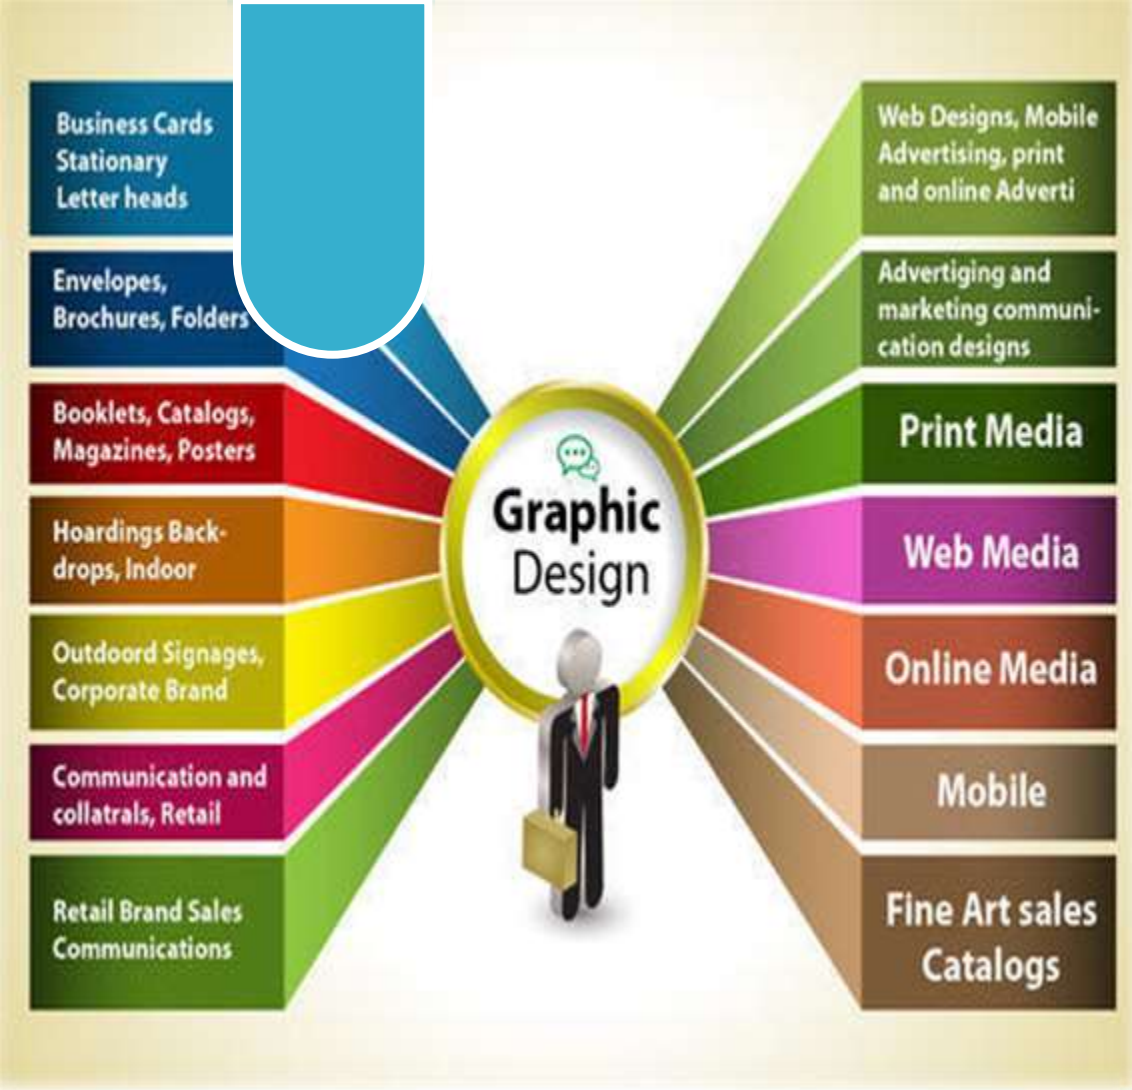 Business Cards
Stationary
Letter heads
Envelopes,
Brochures, Folders
Booklets, Catalogs,
Magazines, Posters
Hoardings Back-
drops, Indoor
Outdoord Signages,
Corporate Brand
Communication and
collatrals, Retail
Retail Brand Sales
Communications
Graphic
Design
Web Designs, Mobile
Advertising, print
and online Adverti
Advertiging and
marketing communi-
cation designs
Print Media
Web Media
Online Media
Mobile
Fine Art sales
Catalogs